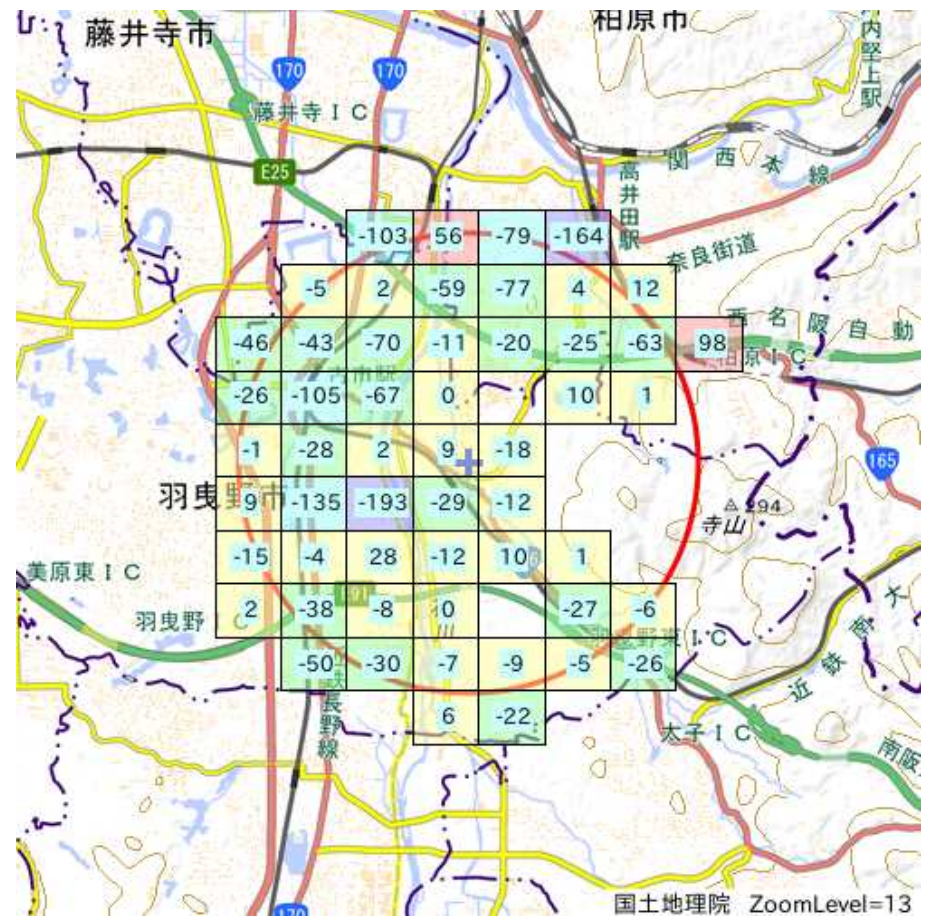 藤井寺市
柏原市
内堅上駅
170
170
藤井寺ＩＣ
E25
関西本線
高井田駅
奈良街道
-103 56 -79 -164
-5 2 -59 -77 4 12
西名阪自動
-46 -43 -70 -11 -20 -25 -63 98
-26 -105 -67 0 10 1
-1 -28 2 9 -18
165
羽曳野市
9 -135 -193 -29 -12
294
寺山
-15 -4 28 -12 10 1
美原東ＩＣ
2 -38 -8 0 -27 -6
羽曳野ＩＣ
羽曳野東ＩＣ
近鉄南大
-50 -30 -7 -9 -5 -26
長野線
6 -22
太子ＩＣ
南阪
170
国土地理院 ZoomLevel=13